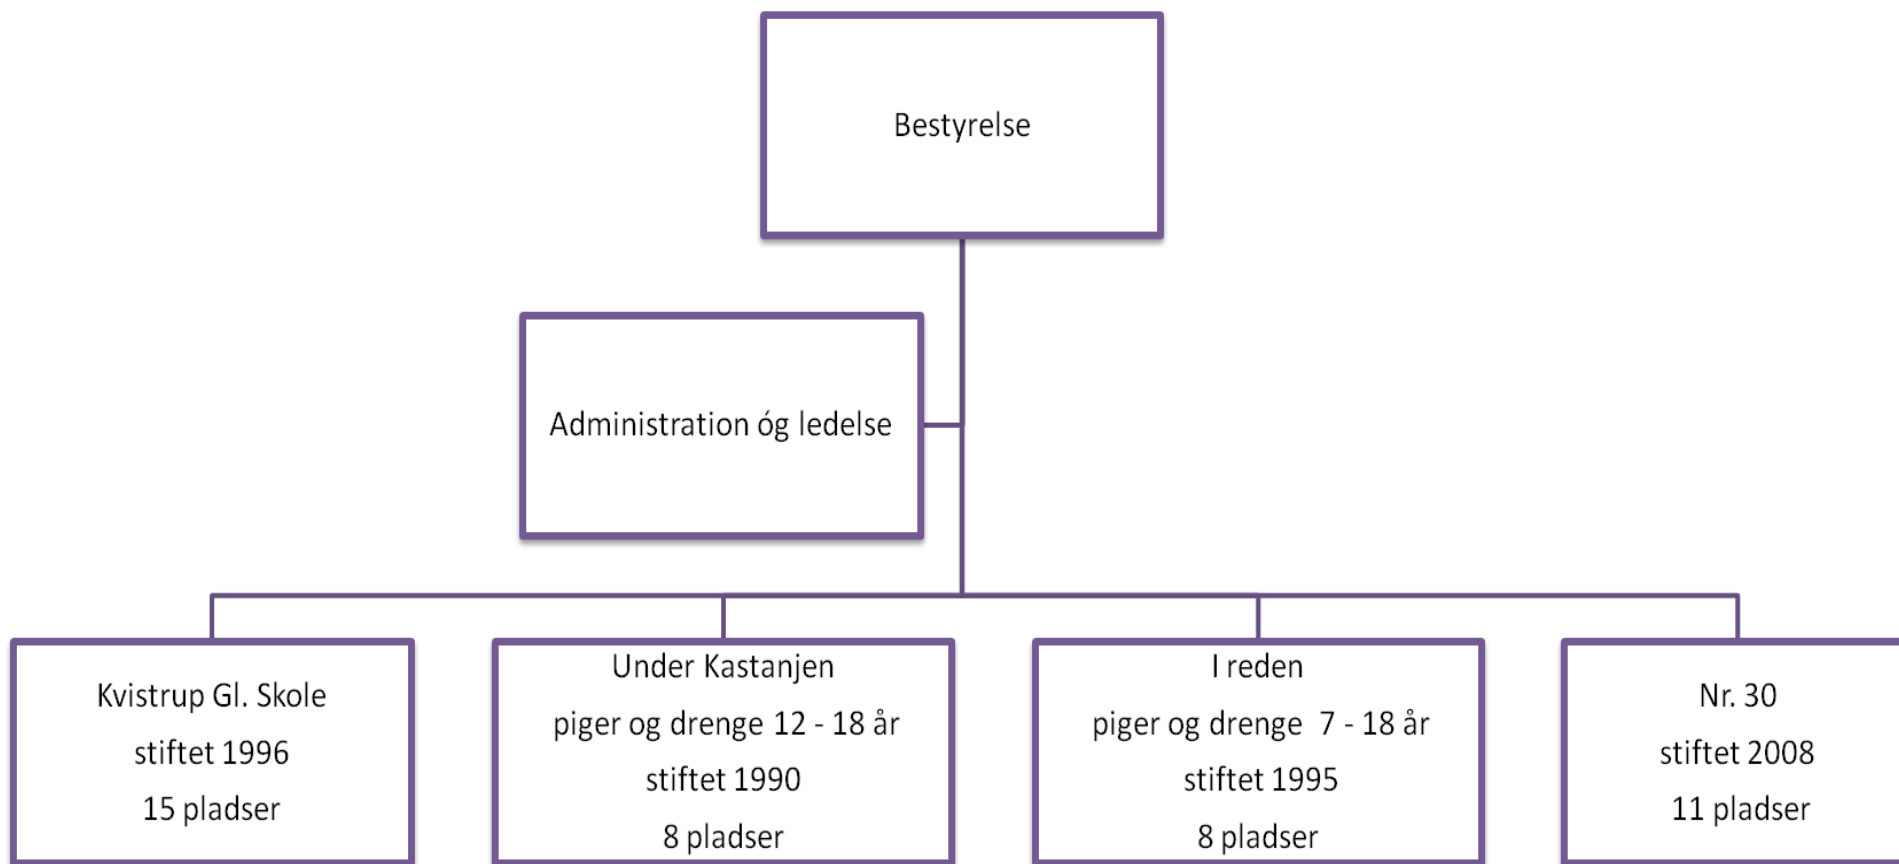 Bestyrelse
Administration óg ledelse
Kvistrup Gl. Skole
stiftet 1996
15 pladser
Under Kastanjen
piger og drenge 12 - 18 år
stiftet 1990
8 pladser
I reden
piger og drenge  7 - 18 år
stiftet 1995
8 pladser
Nr. 30
stiftet 2008
11 pladser